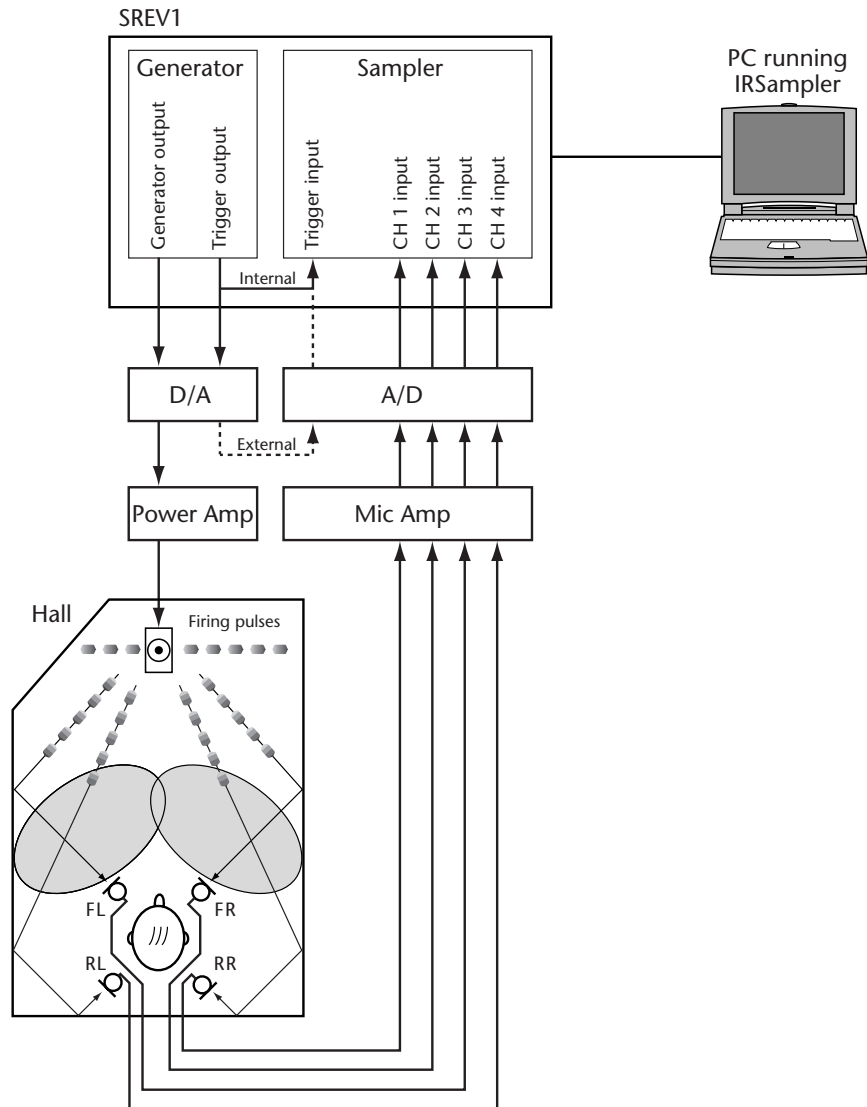 SREV1
Generator
Sampler
PC running
IRSampler
Generator output
Trigger output
Trigger input
CH 1 input
CH 2 input
CH 3 input
CH 4 input
Internal
D/A
A/D
External
Power Amp
Mic Amp
Hall
Firing pulses
FL
FR
RL
RR